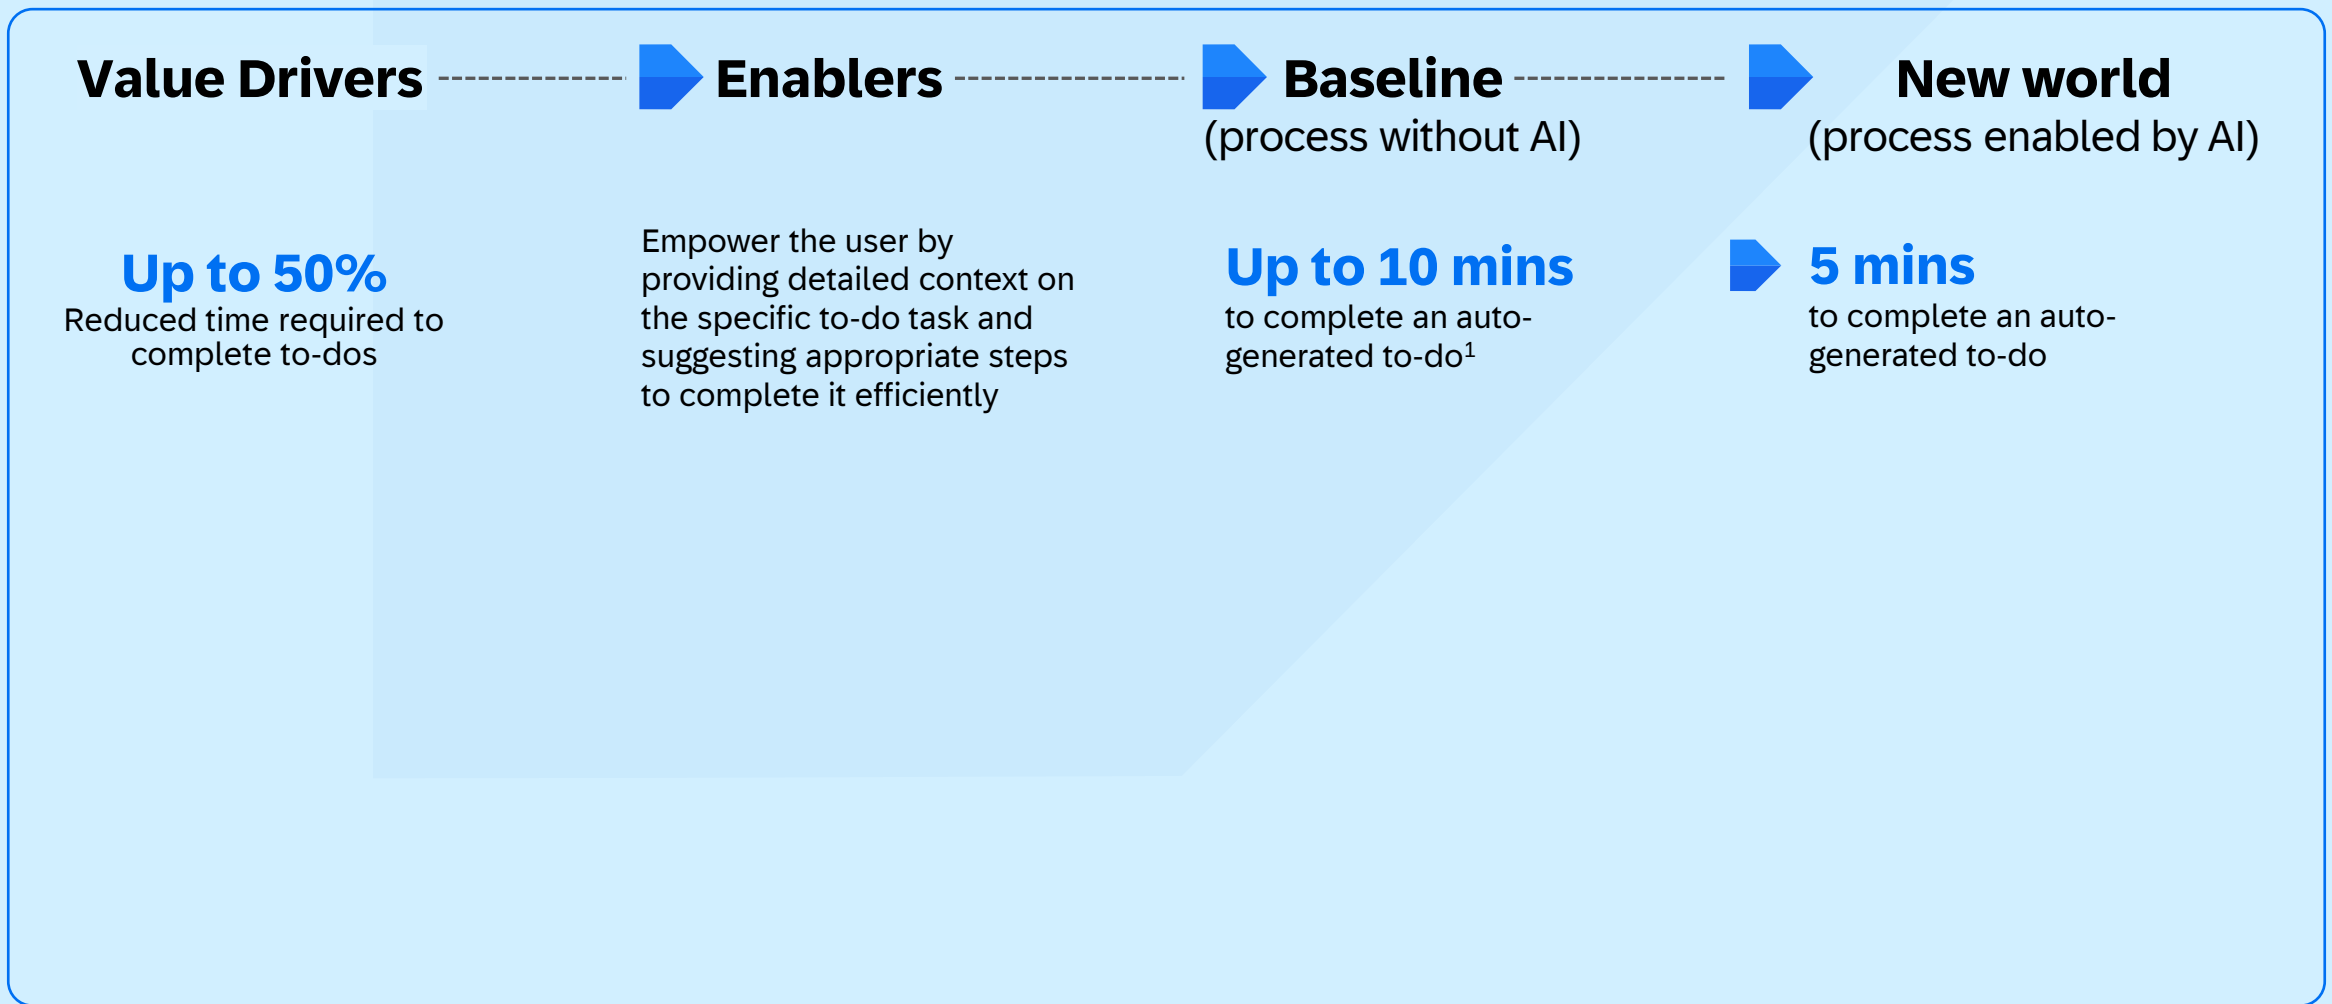 Value Drivers
Enablers
Baseline
(process without AI)
New world
(process enabled by AI)
Up to 50%
Reduced time required to
complete to-dos
Empower the user by
providing detailed context on
the specific to-do task and
suggesting appropriate steps
to complete it efficiently
Up to 10 mins
to complete an auto-
generated to-do¹
5 mins
to complete an auto-
generated to-do